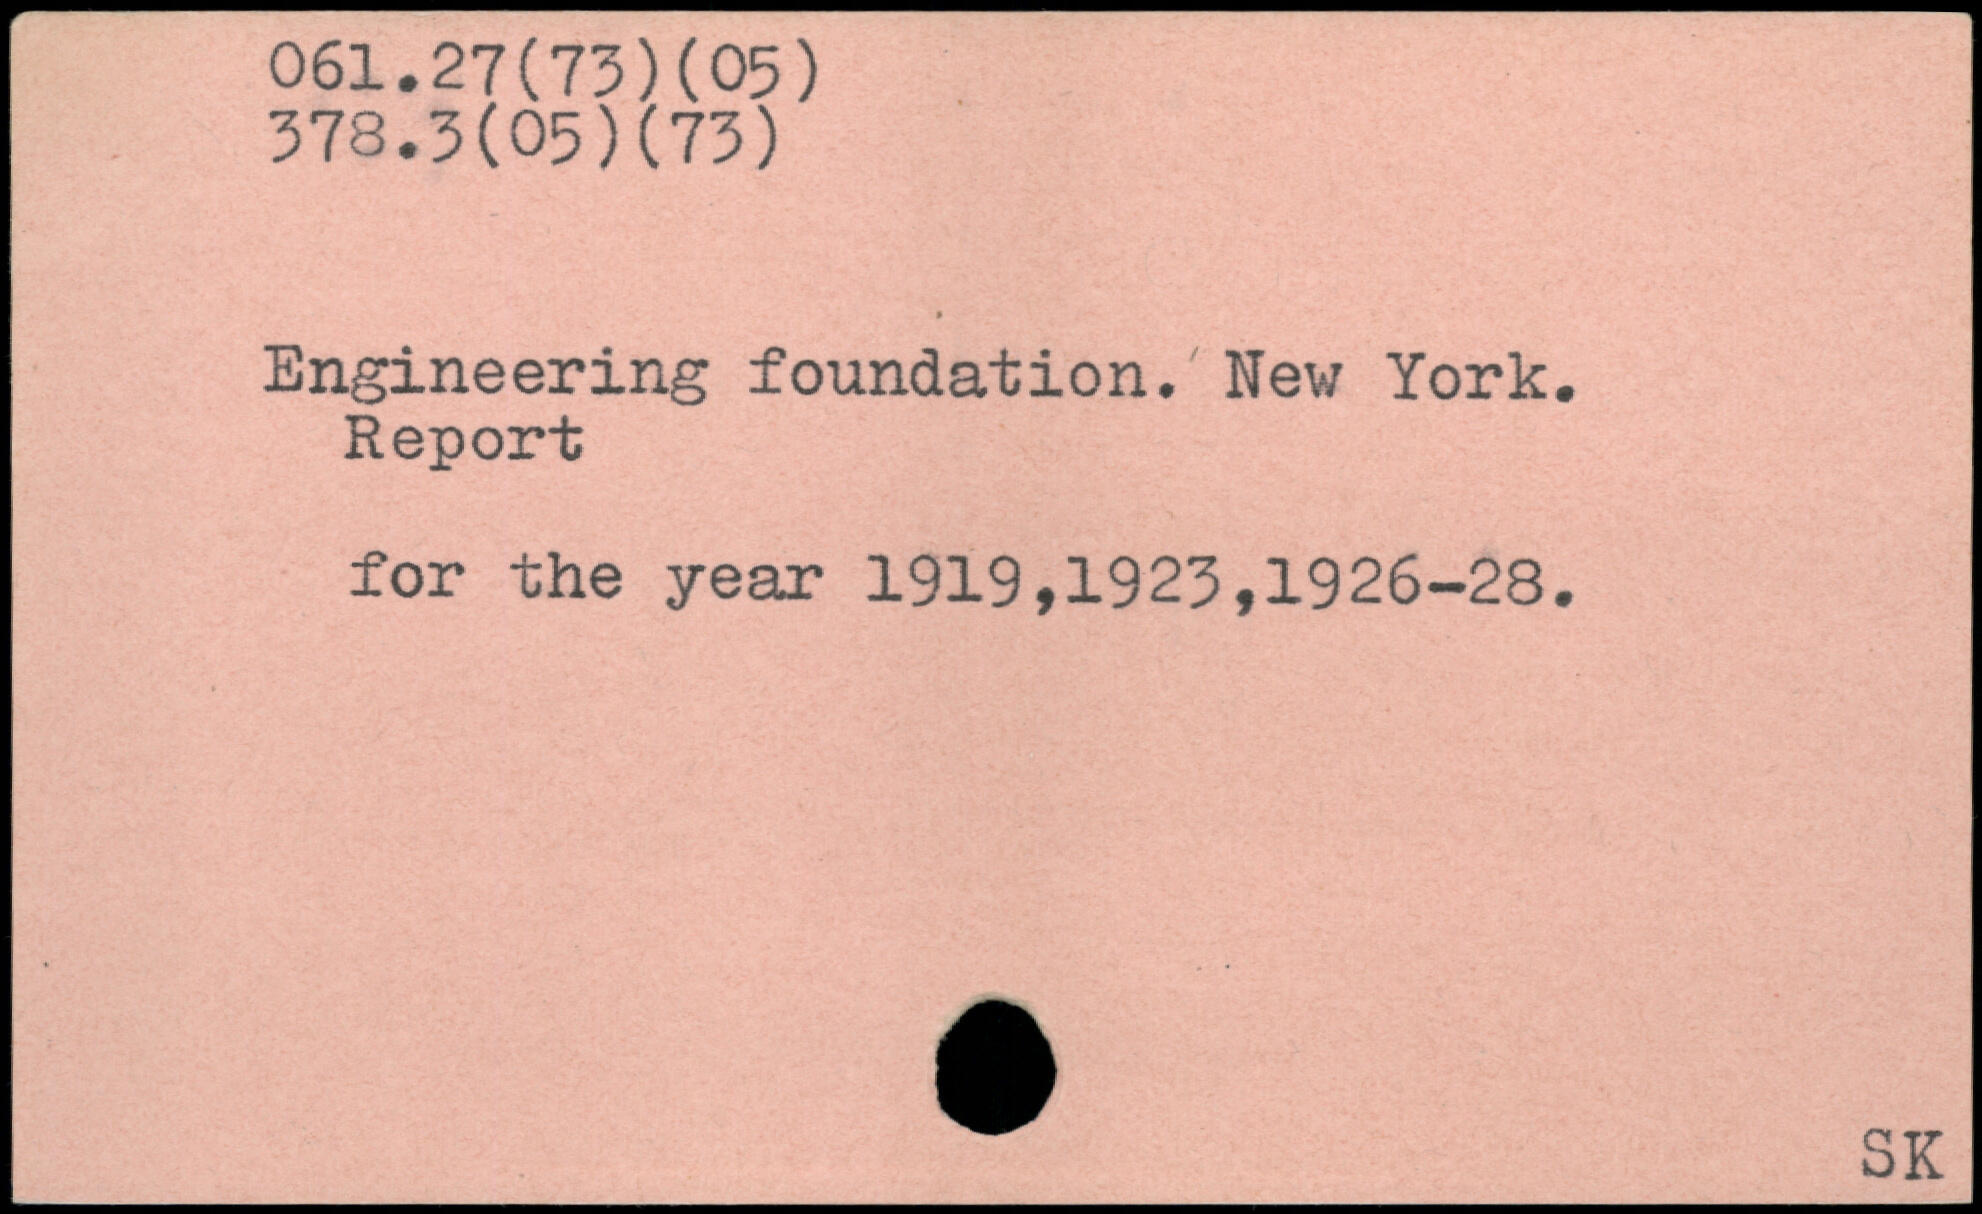 061.27(73)(05)
378.3(05)(73)
Engineering foundation. New York.
Report
for the year 1919,1923,1926-28.
SK